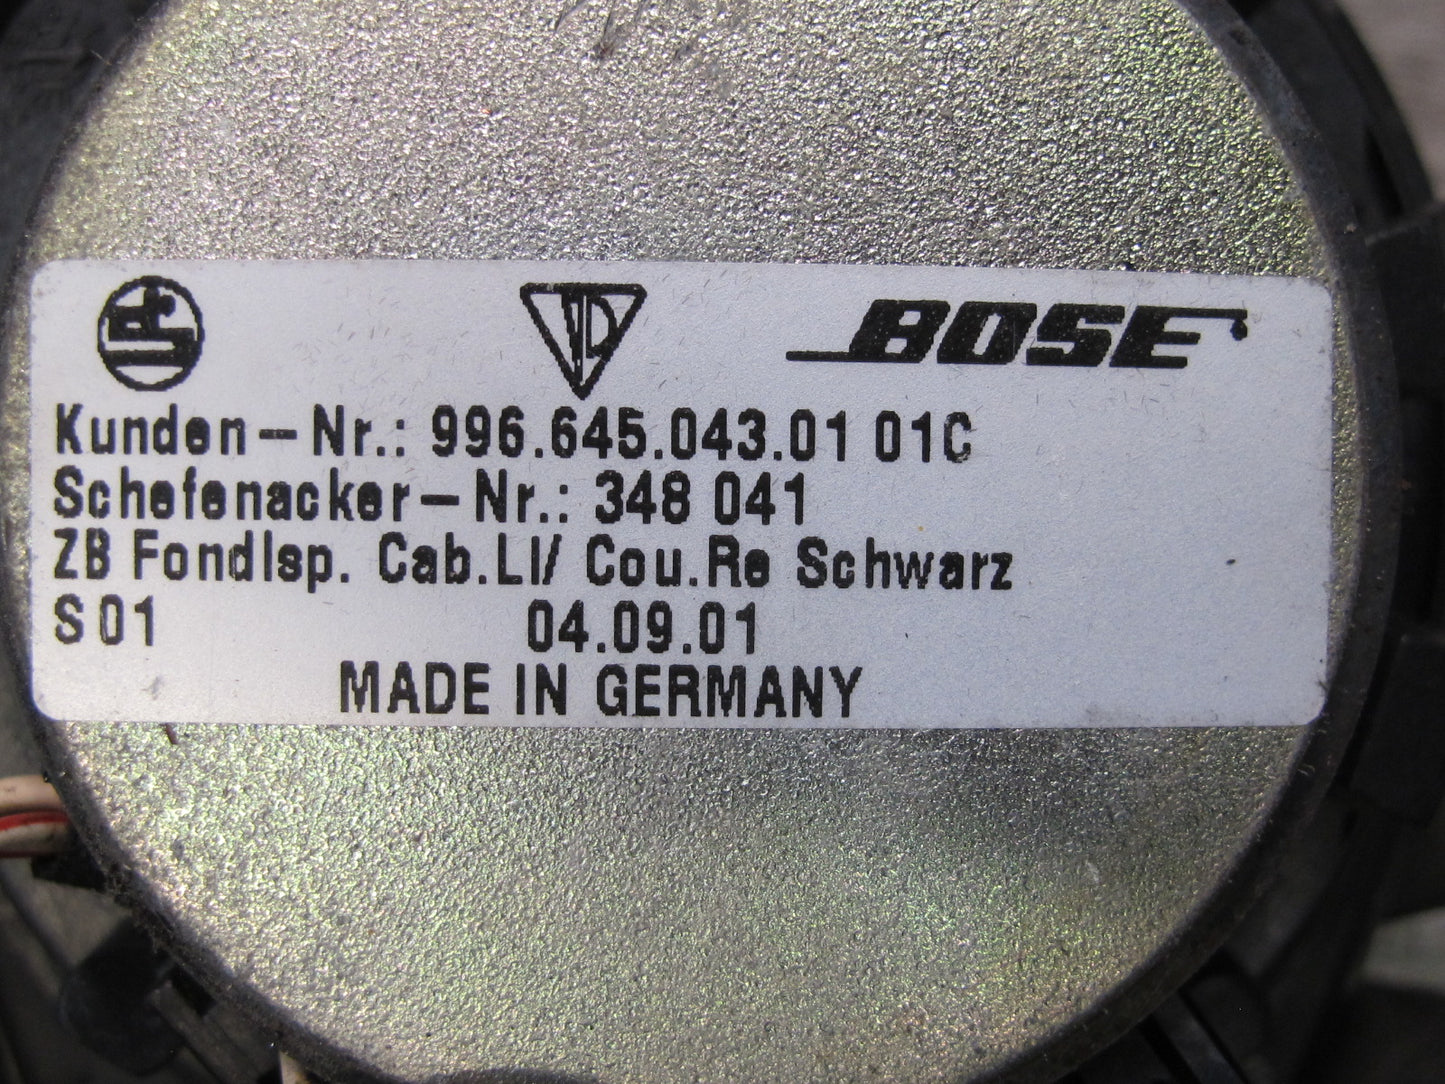 BOSE
Kunden-Nr.: 996.645.043.01 01C
Schefenacker-Nr.: 348 041
ZB Fondlsp. Cab.LI/ Cou.Re Schwarz
S01 04.09.01
MADE IN GERMANY